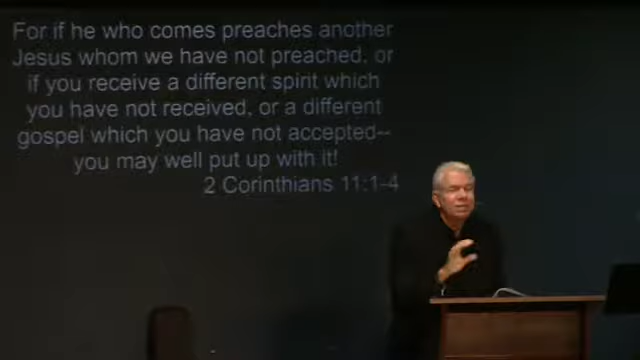 For if he who comes preaches another
Jesus whom we have not preached, or
if you receive a different spirit which
you have not received, or a different
gospel which you have not accepted--
you may well put up with it!
2 Corinthians 11:1-4